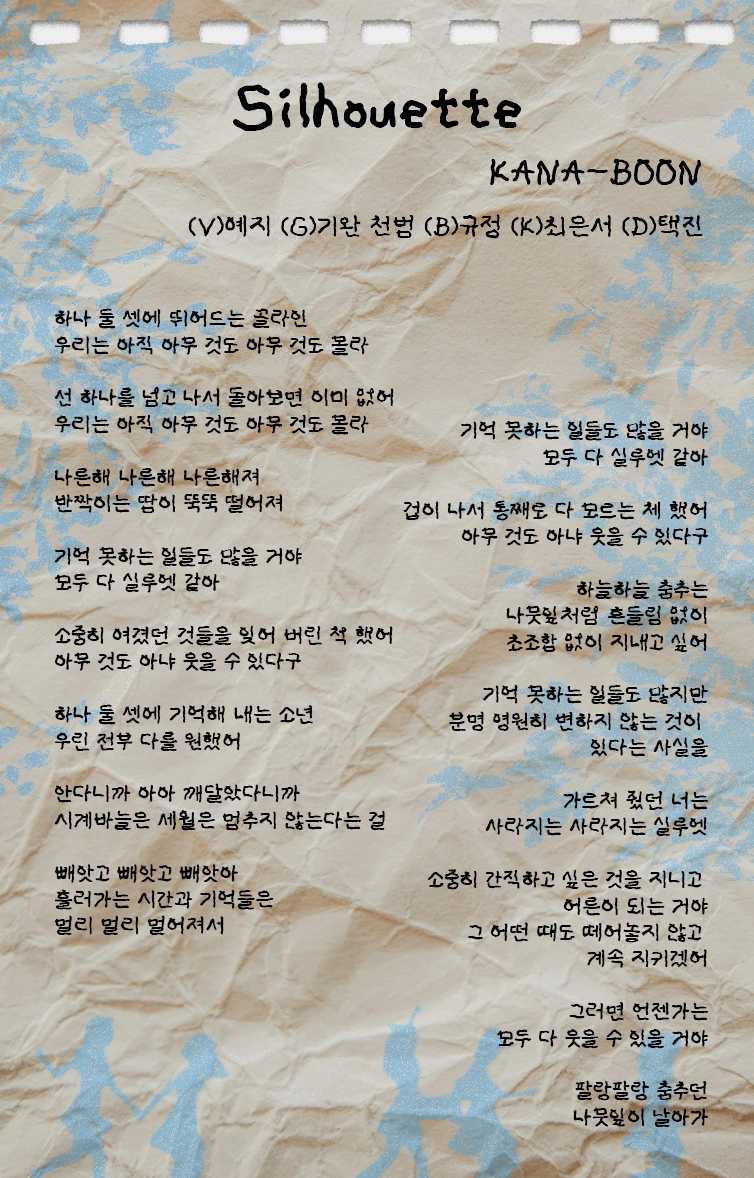 Silhouette
KANA-BOON
(V)예지 (G)기완 천범 (B)규정 (K)최은서 (D)택진
하나 둘 셋에 뛰어드는 골라인
우리는 아직 아무 것도 아무 것도 몰라
선 하나를 넘고 나서 돌아보면 이미 없어
우리는 아직 아무 것도 아무 것도 몰라
나른해 나른해 나른해져
반짝이는 땀이 뚝뚝 떨어져
기억 못하는 일들도 많을 거야
모두 다 실루엣 같아
소중히 여겼던 것들을 잊어 버린 척 했어
아무 것도 아냐 웃을 수 있다구
하나 둘 셋에 기억해 내는 소년
우린 전부 다를 원했어
안다니까 아아 깨달았다니까
시계바늘은 세월은 멈추지 않는다는 걸
빼앗고 빼앗고 빼앗아
흘러가는 시간과 기억들은
멀리 멀리 멀어져서
기억 못하는 일들도 많을 거야
모두 다 실루엣 같아
겁이 나서 통째로 다 모르는 체 했어
아무 것도 아냐 웃을 수 있다구
하늘하늘 춤추는
나뭇잎처럼 흔들림 없이
초조함 없이 지내고 싶어
기억 못하는 일들도 많지만
분명 영원히 변하지 않는 것이
있다는 사실을
가르쳐 줬던 너는
사라지는 사라지는 실루엣
소중히 간직하고 싶은 것을 지니고
어른이 되는 거야
그 어떤 때도 떼어놓지 않고
계속 지키겠어
그러면 언젠가는
모두 다 웃을 수 있을 거야
팔랑팔랑 춤추던
나뭇잎이 날아가